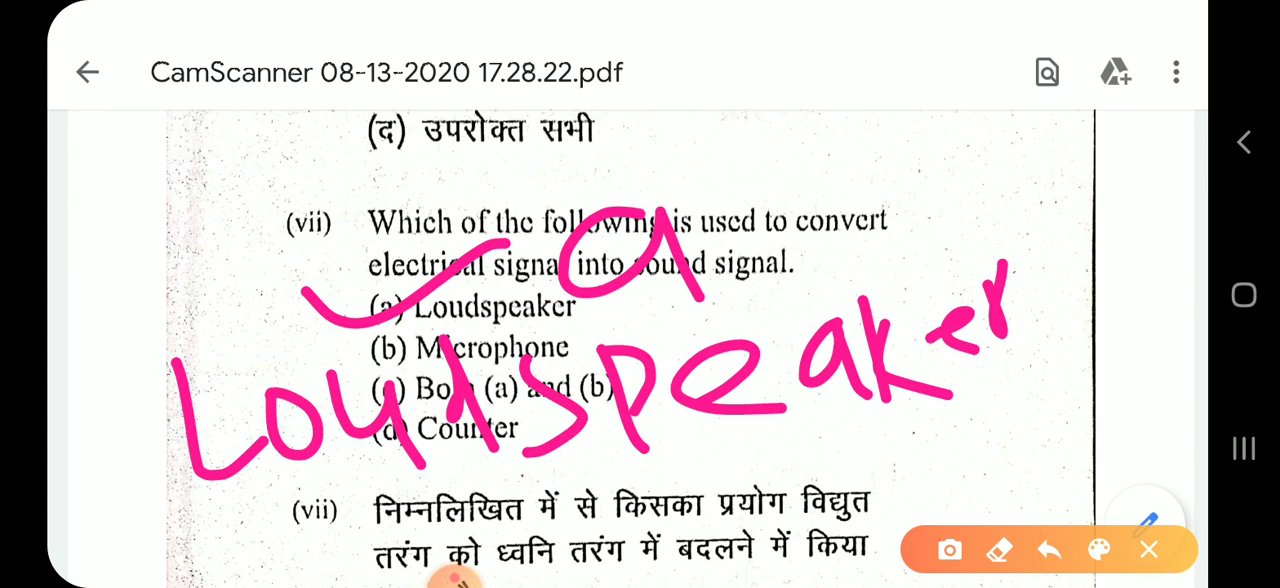 CamScanner 08-13-2020 17.28.22.pdf
(द) उपरोक्त सभी
(vii) Which of the following is used to convert
electrical signal into sound signal.
a
(a) Loudspeaker
(b) Microphone
(c) Both (a) and (b)
(d) Counter
Loudspeaker
(vii) निम्नलिखित में से किसका प्रयोग विद्युत
तरंग को ध्वनि तरंग में बदलने में किया